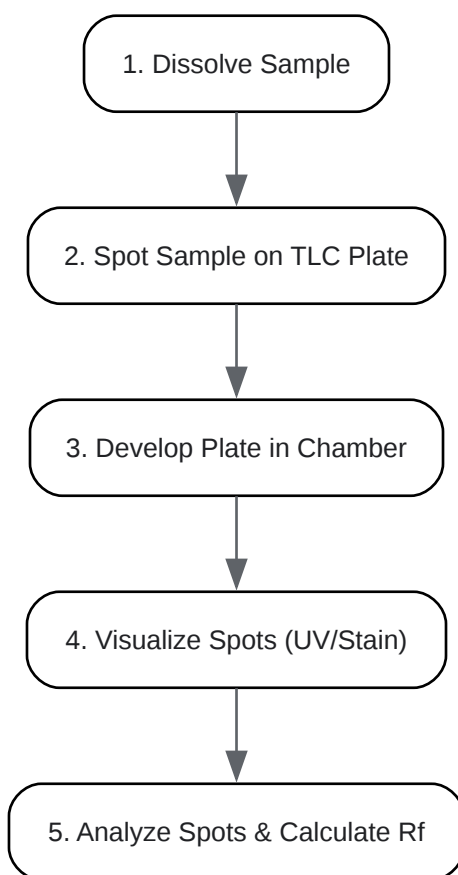 1. Dissolve Sample
2. Spot Sample on TLC Plate
3. Develop Plate in Chamber
4. Visualize Spots (UV/Stain)
5. Analyze Spots & Calculate Rf